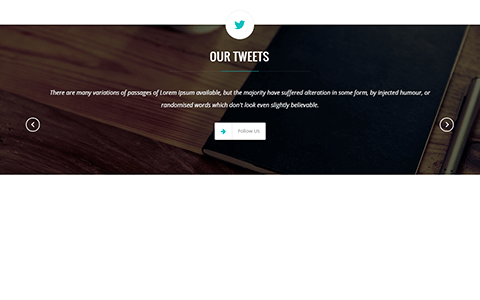 OUR TWEETS
There are many variations of passages of Lorem Ipsum available, but the majority have suffered alteration in some form, by injected humour, or
randomised words which don't look even slightly believable.
Follow Us